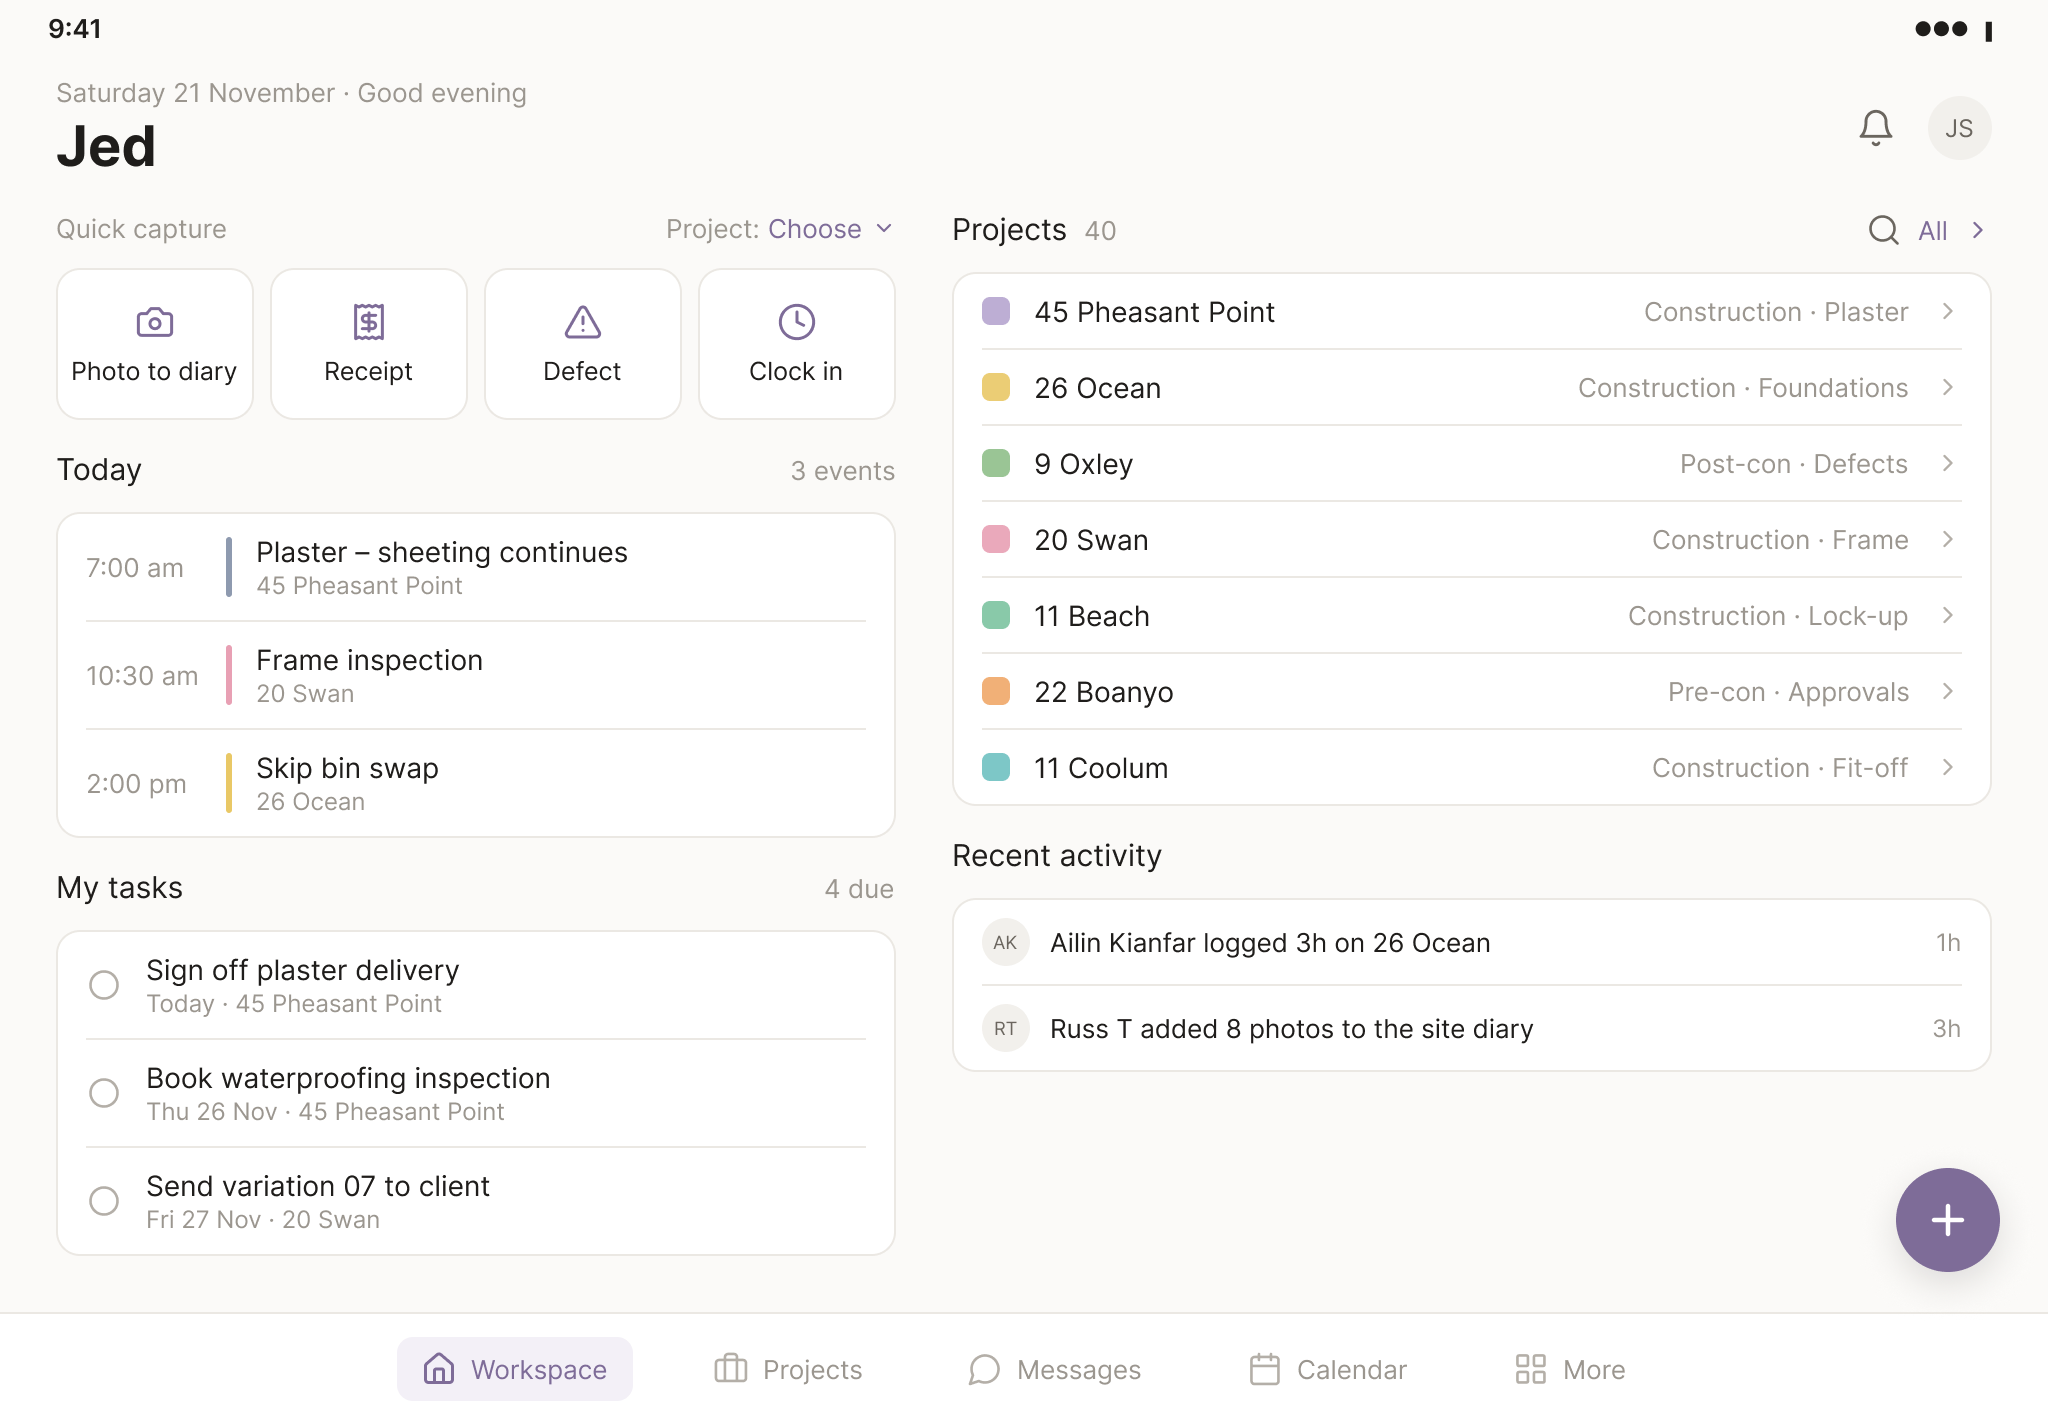 9:41
Saturday 21 November · Good evening
Jed
JS
Quick capture
Project: Choose
Photo to diary
Receipt
Defect
Clock in
Today
3 events
7:00 am
Plaster – sheeting continues
45 Pheasant Point
10:30 am
Frame inspection
20 Swan
2:00 pm
Skip bin swap
26 Ocean
My tasks
4 due
Sign off plaster delivery
Today · 45 Pheasant Point
Book waterproofing inspection
Thu 26 Nov · 45 Pheasant Point
Send variation 07 to client
Fri 27 Nov · 20 Swan
Projects 40
All
45 Pheasant Point
Construction · Plaster
26 Ocean
Construction · Foundations
9 Oxley
Post-con · Defects
20 Swan
Construction · Frame
11 Beach
Construction · Lock-up
22 Boanyo
Pre-con · Approvals
11 Coolum
Construction · Fit-off
Recent activity
AK
Ailin Kianfar logged 3h on 26 Ocean
1h
RT
Russ T added 8 photos to the site diary
3h
Workspace
Projects
Messages
Calendar
More